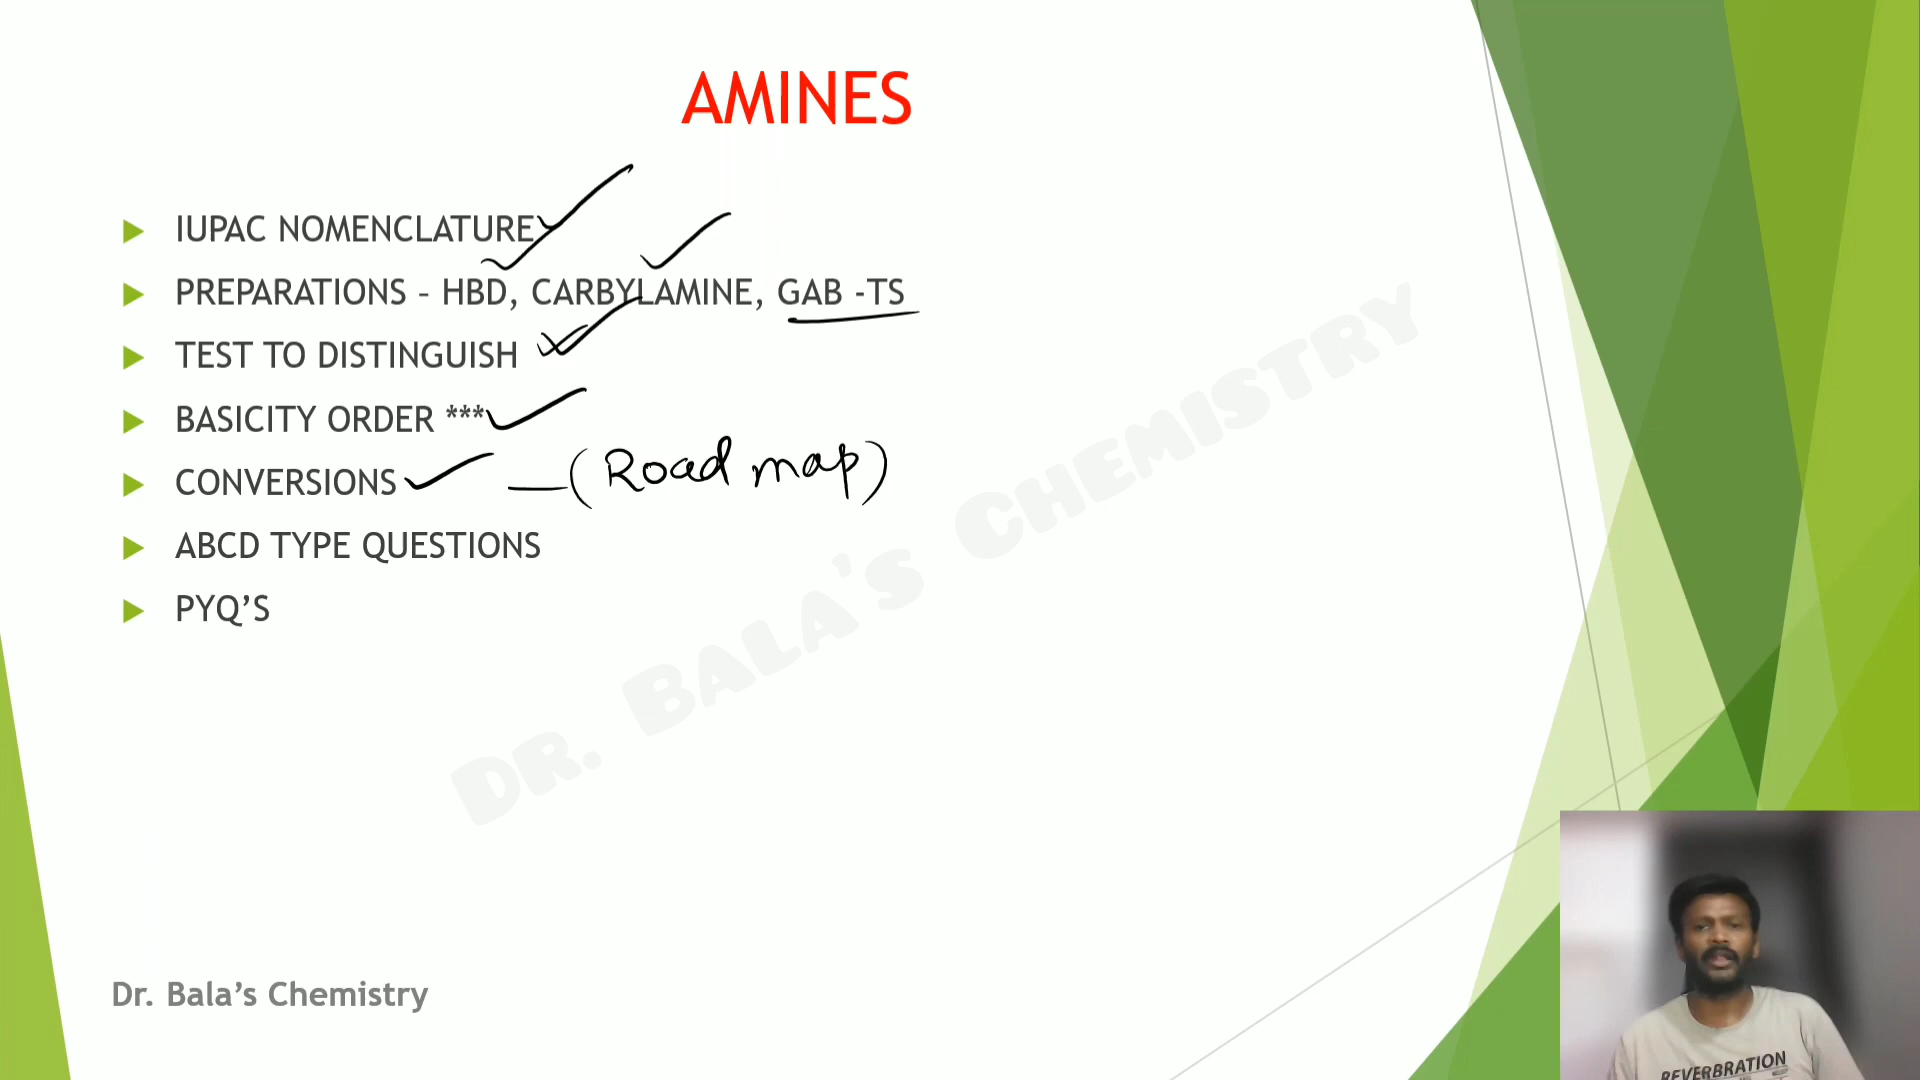 AMINES
IUPAC NOMENCLATURE
PREPARATIONS – HBD, CARBYLAMINE, GAB -TS
TEST TO DISTINGUISH
BASICITY ORDER ***
CONVERSIONS — (Road map)
ABCD TYPE QUESTIONS
PYQ’S
DR. BALA'S CHEMISTRY
Dr. Bala’s Chemistry
REVERBRATION